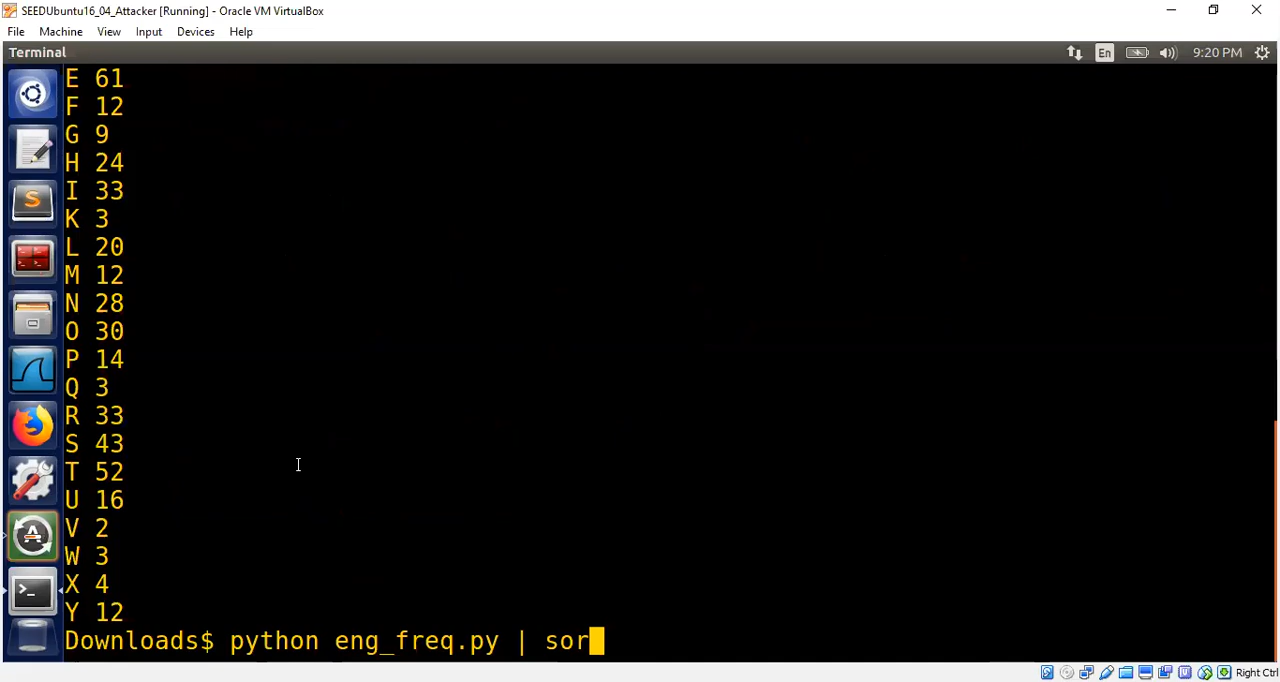 SEEDUbuntu16_04_Attacker [Running] - Oracle VM VirtualBox
File Machine View Input Devices Help
Terminal En 9:20 PM
E 61
F 12
G 9
H 24
I 33
K 3
L 20
M 12
N 28
O 30
P 14
Q 3
R 33
S 43
T 52
U 16
V 2
W 3
X 4
Y 12
Downloads$ python eng_freq.py | sor
Right Ctrl